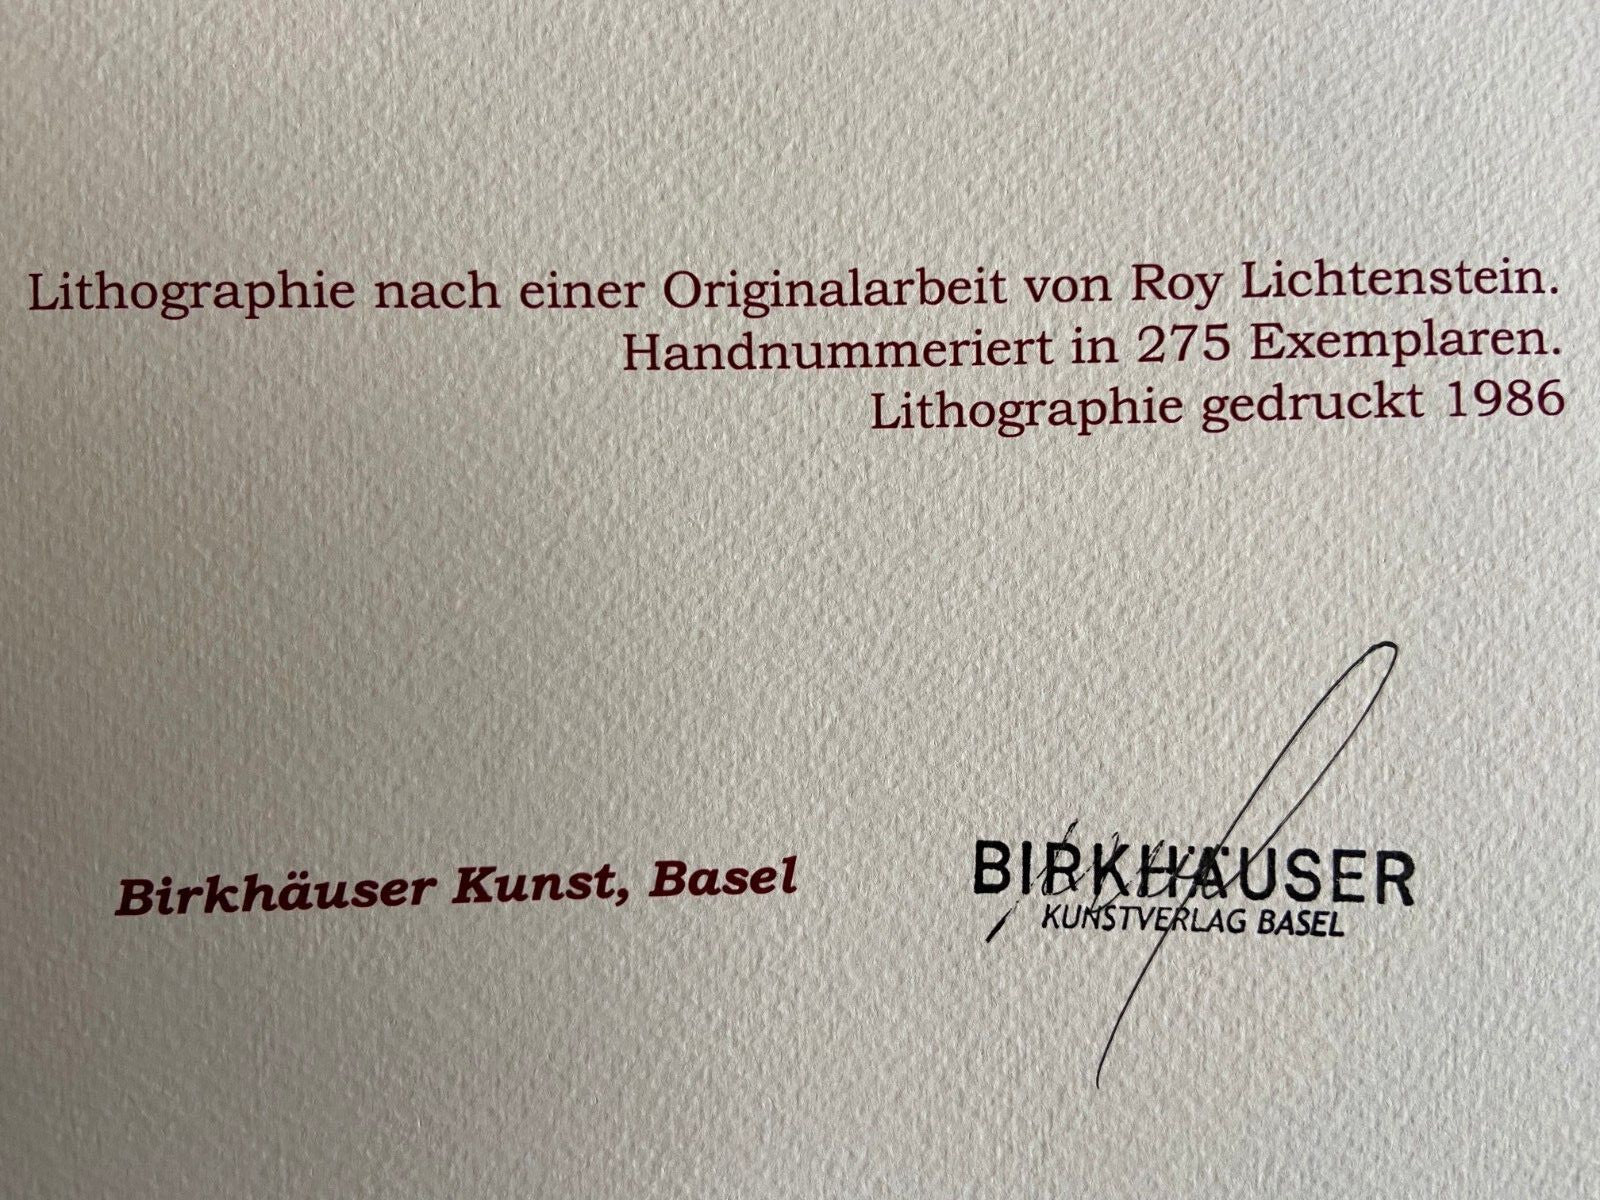 Lithographie nach einer Originalarbeit von Roy Lichtenstein.
Handnummeriert in 275 Exemplaren.
Lithographie gedruckt 1986
Birkhäuser Kunst, Basel
BIRKHÄUSER
KUNSTVERLAG BASEL